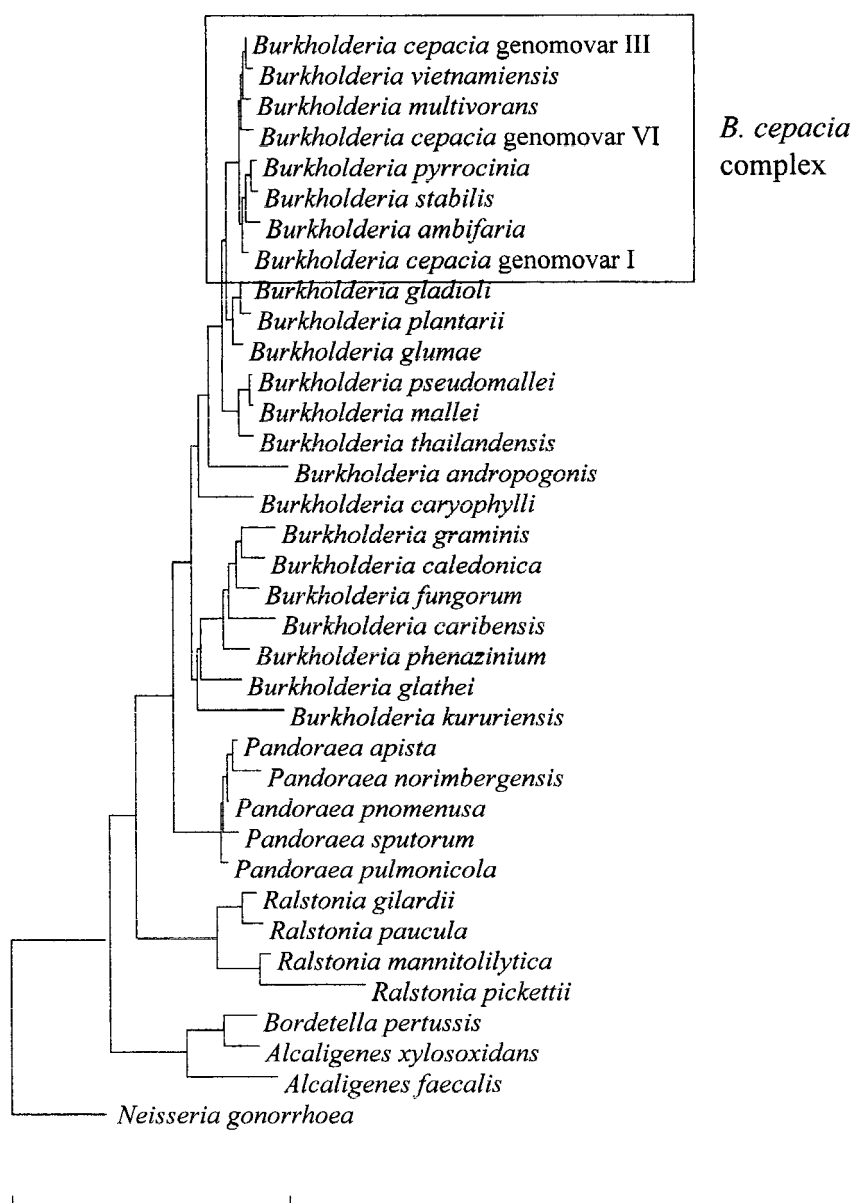 Burkholderia cepacia genomovar III
Burkholderia vietnamiensis
Burkholderia multivorans
Burkholderia cepacia genomovar VI
Burkholderia pyrrocinia
Burkholderia stabilis
Burkholderia ambifaria
Burkholderia cepacia genomovar I
B. cepacia
complex
Burkholderia gladioli
Burkholderia plantarii
Burkholderia glumae
Burkholderia pseudomallei
Burkholderia mallei
Burkholderia thailandensis
Burkholderia andropogonis
Burkholderia caryophylli
Burkholderia graminis
Burkholderia caledonica
Burkholderia fungorum
Burkholderia caribensis
Burkholderia phenazinium
Burkholderia glathei
Burkholderia kururiensis
Pandoraea apista
Pandoraea norimbergensis
Pandoraea pnomenusa
Pandoraea sputorum
Pandoraea pulmonicola
Ralstonia gilardii
Ralstonia paucula
Ralstonia mannitolilytica
Ralstonia pickettii
Bordetella pertussis
Alcaligenes xylosoxidans
Alcaligenes faecalis
Neisseria gonorrhoea